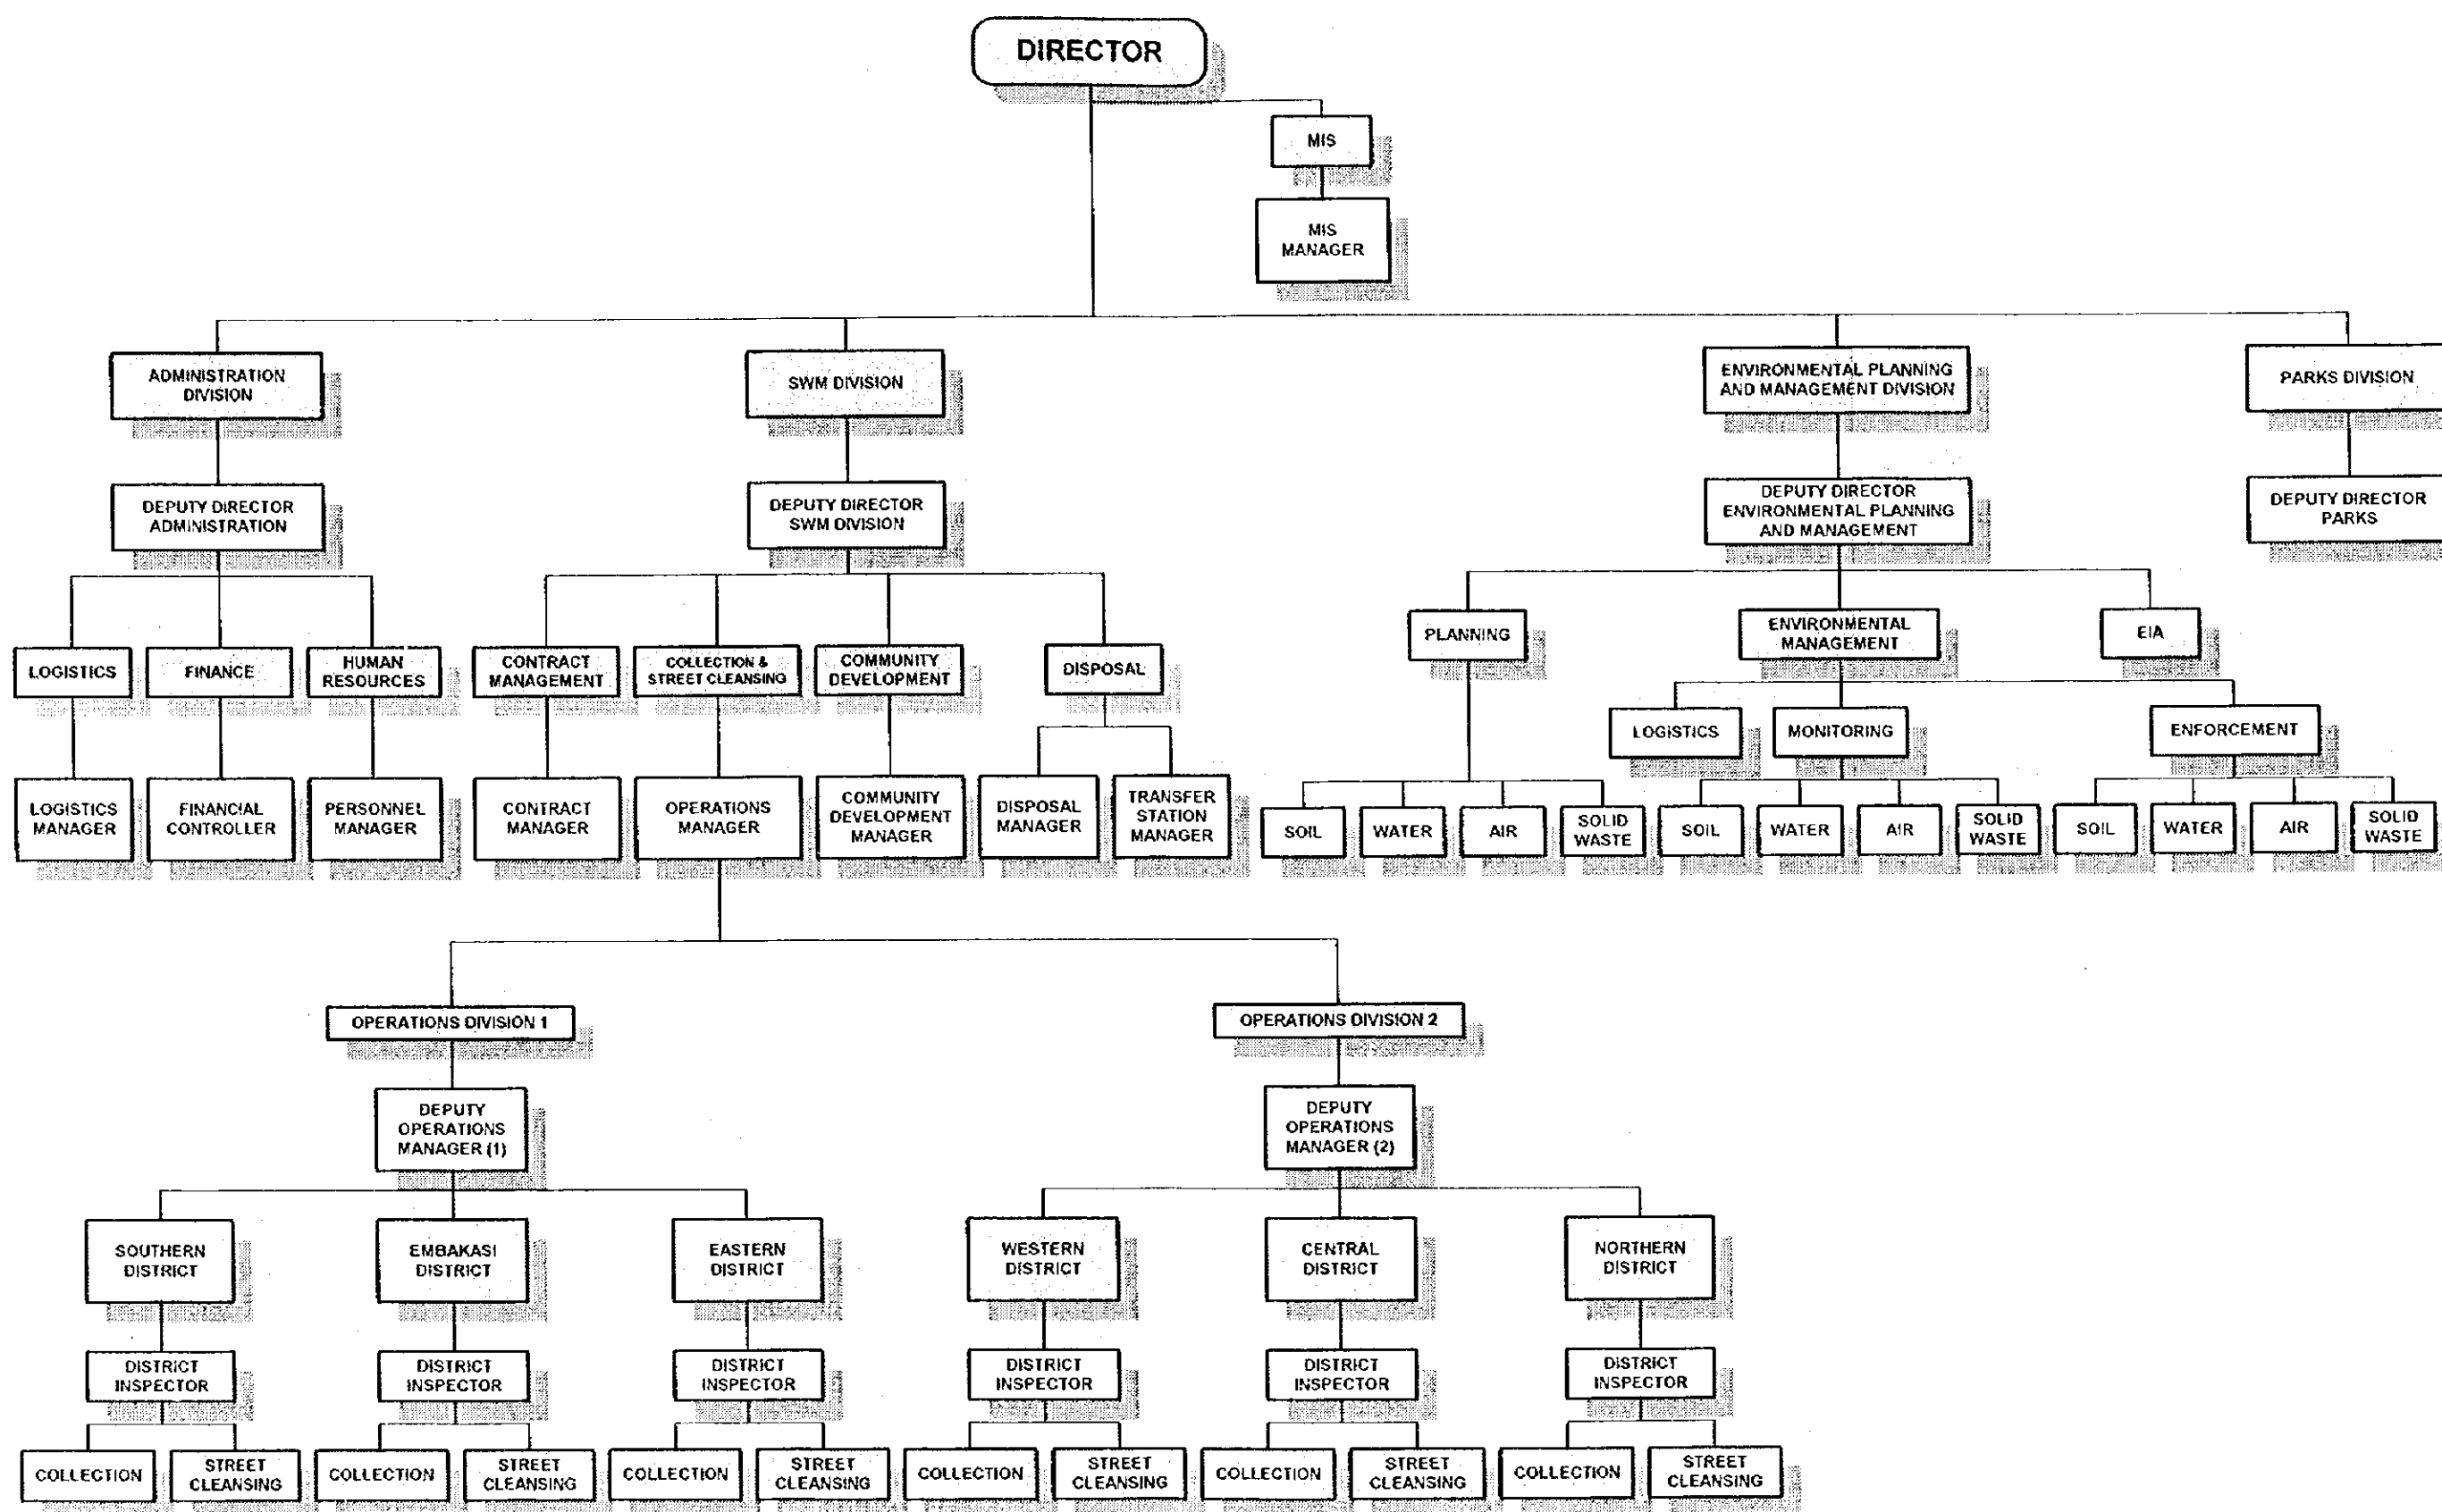 DIRECTOR
MIS
MIS
MANAGER
ADMINISTRATION
DIVISION
SWM DIVISION
ENVIRONMENTAL PLANNING
AND MANAGEMENT DIVISION
PARKS DIVISION
DEPUTY DIRECTOR
ADMINISTRATION
DEPUTY DIRECTOR
SWM DIVISION
DEPUTY DIRECTOR
ENVIRONMENTAL PLANNING
AND MANAGEMENT
DEPUTY DIRECTOR
PARKS
PLANNING
ENVIRONMENTAL
MANAGEMENT
EIA
LOGISTICS
FINANCE
HUMAN
RESOURCES
CONTRACT
MANAGEMENT
COLLECTION &
STREET CLEANSING
COMMUNITY
DEVELOPMENT
DISPOSAL
LOGISTICS
MONITORING
ENFORCEMENT
LOGISTICS
MANAGER
FINANCIAL
CONTROLLER
PERSONNEL
MANAGER
CONTRACT
MANAGER
OPERATIONS
MANAGER
COMMUNITY
DEVELOPMENT
MANAGER
DISPOSAL
MANAGER
TRANSFER
STATION
MANAGER
SOIL
WATER
AIR
SOLID
WASTE
SOIL
WATER
AIR
SOLID
WASTE
SOIL
WATER
AIR
SOLID
WASTE
OPERATIONS DIVISION 1
OPERATIONS DIVISION 2
DEPUTY
OPERATIONS
MANAGER (1)
DEPUTY
OPERATIONS
MANAGER (2)
SOUTHERN
DISTRICT
EMBAKASI
DISTRICT
EASTERN
DISTRICT
WESTERN
DISTRICT
CENTRAL
DISTRICT
NORTHERN
DISTRICT
DISTRICT
INSPECTOR
DISTRICT
INSPECTOR
DISTRICT
INSPECTOR
DISTRICT
INSPECTOR
DISTRICT
INSPECTOR
DISTRICT
INSPECTOR
COLLECTION
STREET
CLEANSING
COLLECTION
STREET
CLEANSING
COLLECTION
STREET
CLEANSING
COLLECTION
STREET
CLEANSING
COLLECTION
STREET
CLEANSING
COLLECTION
STREET
CLEANSING